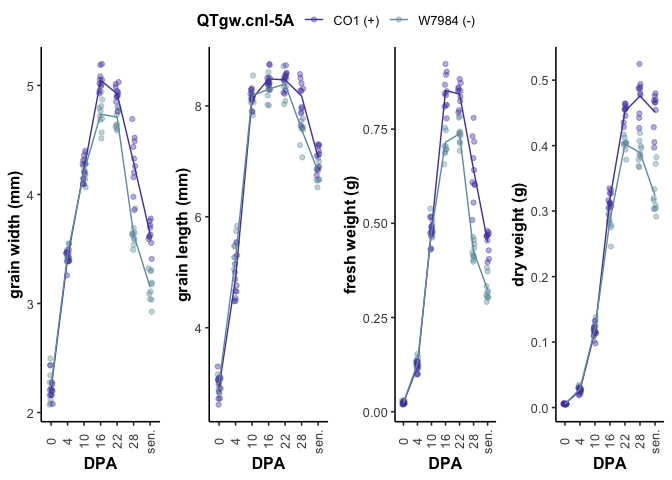 QTgw.cnl-5A CO1 (+) W7984 (-)
grain width (mm)
5
4
3
2
0 4 10 16 22 28 sen.
DPA
grain length (mm)
8
6
4
0 4 10 16 22 28 sen.
DPA
fresh weight (g)
0.75
0.50
0.25
0.00
0 4 10 16 22 28 sen.
DPA
dry weight (g)
0.5
0.4
0.3
0.2
0.1
0.0
0 4 10 16 22 28 sen.
DPA